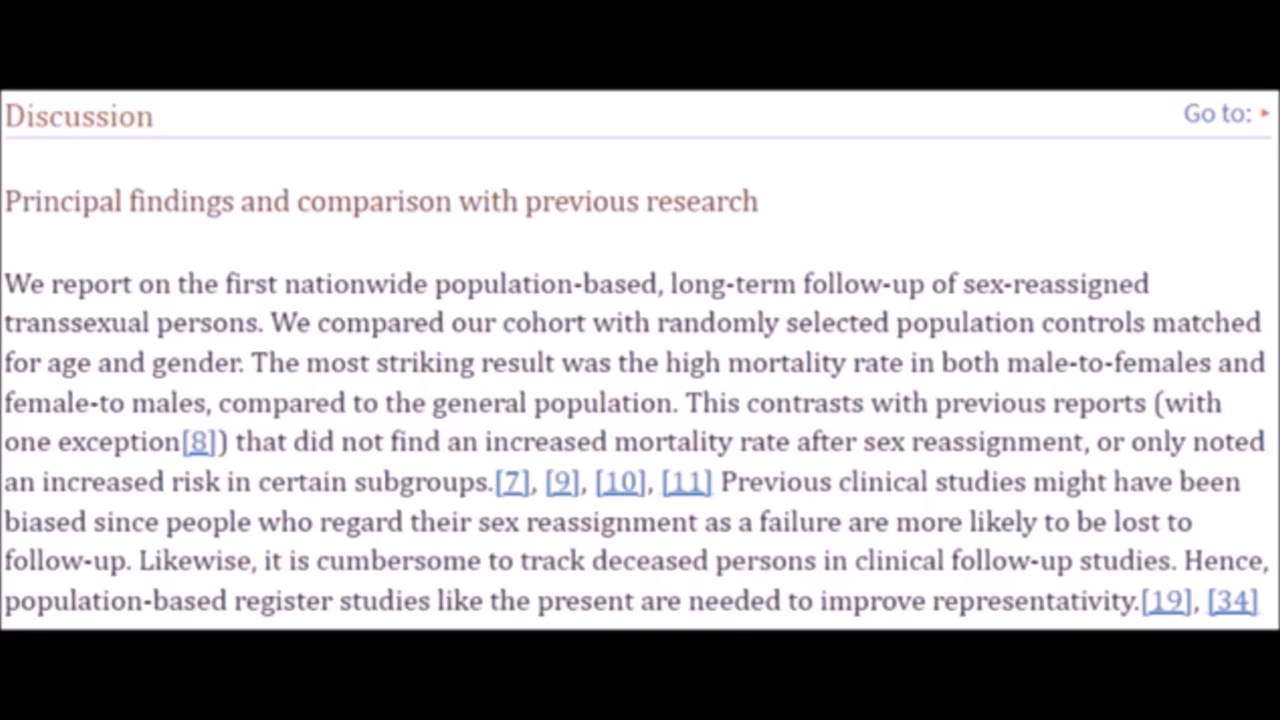 Discussion
Go to:
Principal findings and comparison with previous research
We report on the first nationwide population-based, long-term follow-up of sex-reassigned
transsexual persons. We compared our cohort with randomly selected population controls matched
for age and gender. The most striking result was the high mortality rate in both male-to-females and
female-to males, compared to the general population. This contrasts with previous reports (with
one exception[8]) that did not find an increased mortality rate after sex reassignment, or only noted
an increased risk in certain subgroups.[7], [9], [10], [11] Previous clinical studies might have been
biased since people who regard their sex reassignment as a failure are more likely to be lost to
follow-up. Likewise, it is cumbersome to track deceased persons in clinical follow-up studies. Hence,
population-based register studies like the present are needed to improve representativity.[19], [34]